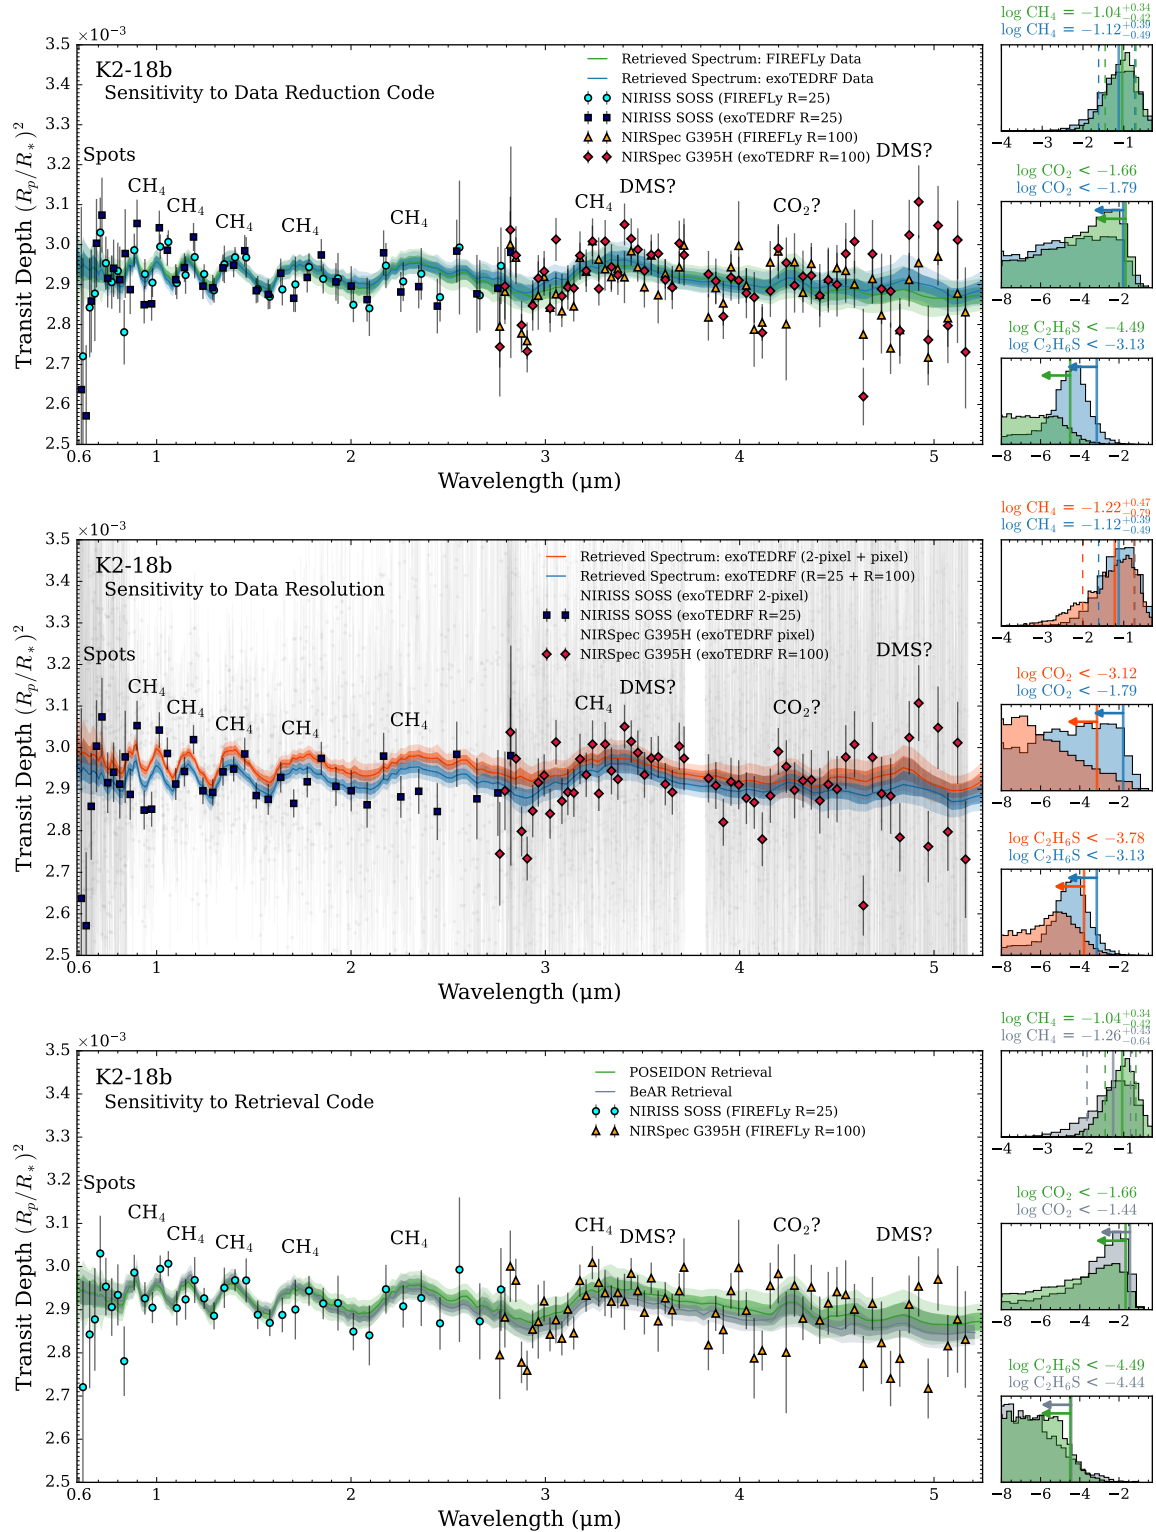 ×10⁻³
K2-18b
Sensitivity to Data Reduction Code
Retrieved Spectrum: FIREFLy Data
Retrieved Spectrum: exoTEDRF Data
NIRISS SOSS (FIREFLy R=25)
NIRISS SOSS (exoTEDRF R=25)
NIRSpec G395H (FIREFLy R=100)
NIRSpec G395H (exoTEDRF R=100)
Spots
CH₄
CH₄
CH₄
CH₄
CH₄
CH₄
DMS?
CO₂?
DMS?
3.5
3.4
3.3
3.2
3.1
3.0
2.9
2.8
2.7
2.6
2.5
Transit Depth (R_p/R_*)²
0.6 1 2 3 4 5
Wavelength (μm)
log CH₄ = −1.04^{+0.34}_{−0.42}
log CH₄ = −1.12^{+0.39}_{−0.49}
−4 −3 −2 −1
log CO₂ < −1.66
log CO₂ < −1.79
−8 −6 −4 −2
log C₂H₆S < −4.49
log C₂H₆S < −3.13
−8 −6 −4 −2
×10⁻³
K2-18b
Sensitivity to Data Resolution
Retrieved Spectrum: exoTEDRF (2-pixel + pixel)
Retrieved Spectrum: exoTEDRF (R=25 + R=100)
NIRISS SOSS (exoTEDRF 2-pixel)
NIRISS SOSS (exoTEDRF R=25)
NIRSpec G395H (exoTEDRF pixel)
NIRSpec G395H (exoTEDRF R=100)
Spots
CH₄
CH₄
CH₄
CH₄
CH₄
CH₄
DMS?
CO₂?
DMS?
3.5
3.4
3.3
3.2
3.1
3.0
2.9
2.8
2.7
2.6
2.5
Transit Depth (R_p/R_*)²
0.6 1 2 3 4 5
Wavelength (μm)
log CH₄ = −1.22^{+0.47}_{−0.79}
log CH₄ = −1.12^{+0.39}_{−0.49}
−4 −3 −2 −1
log CO₂ < −3.12
log CO₂ < −1.79
−8 −6 −4 −2
log C₂H₆S < −3.78
log C₂H₆S < −3.13
−8 −6 −4 −2
×10⁻³
K2-18b
Sensitivity to Retrieval Code
POSEIDON Retrieval
BeAR Retrieval
NIRISS SOSS (FIREFLy R=25)
NIRSpec G395H (FIREFLy R=100)
Spots
CH₄
CH₄
CH₄
CH₄
CH₄
CH₄
DMS?
CO₂?
DMS?
3.5
3.4
3.3
3.2
3.1
3.0
2.9
2.8
2.7
2.6
2.5
Transit Depth (R_p/R_*)²
0.6 1 2 3 4 5
Wavelength (μm)
log CH₄ = −1.04^{+0.34}_{−0.42}
log CH₄ = −1.26^{+0.43}_{−0.64}
−4 −3 −2 −1
log CO₂ < −1.66
log CO₂ < −1.44
−8 −6 −4 −2
log C₂H₆S < −4.49
log C₂H₆S < −4.44
−8 −6 −4 −2